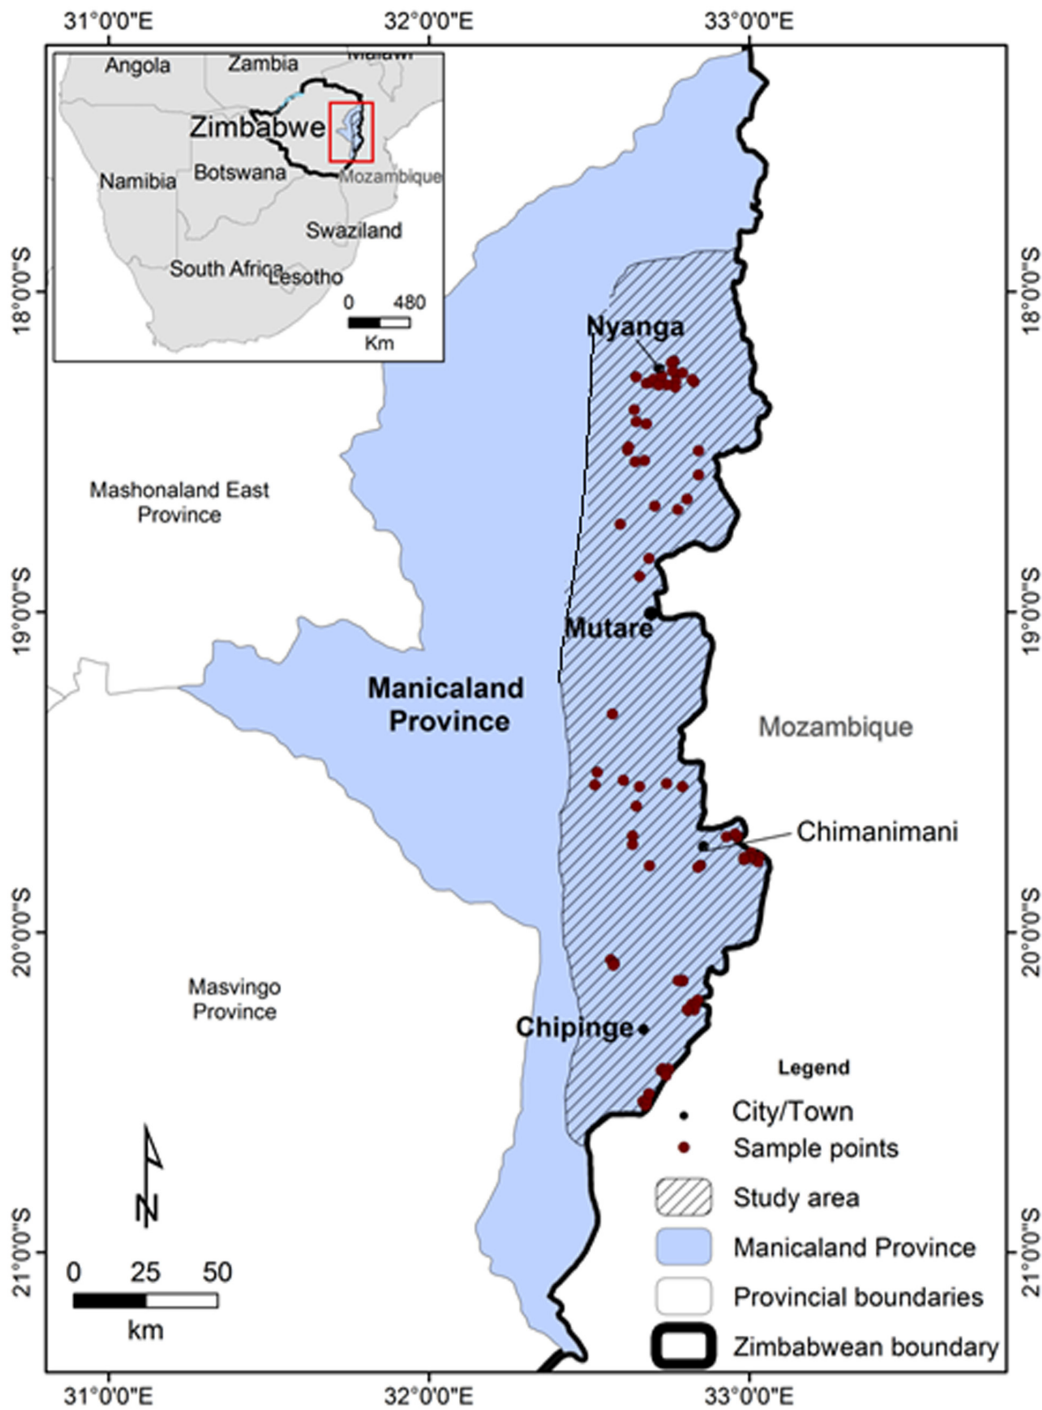 31°0'0"E 32°0'0"E 33°0'0"E
Angola
Zambia
Malawi
Zimbabwe
Namibia
Botswana
Mozambique
Swaziland
South Africa
Lesotho
0 480
Km
18°0'0"S
18°0'0"S
Nyanga
Mashonaland East
Province
19°0'0"S
19°0'0"S
Mutare
Manicaland
Province
Mozambique
Chimanimani
20°0'0"S
20°0'0"S
Masvingo
Province
Chipinge
Legend
City/Town
Sample points
Study area
Manicaland Province
Provincial boundaries
Zimbabwean boundary
N
0 25 50
km
21°0'0"S
21°0'0"S
31°0'0"E 32°0'0"E 33°0'0"E